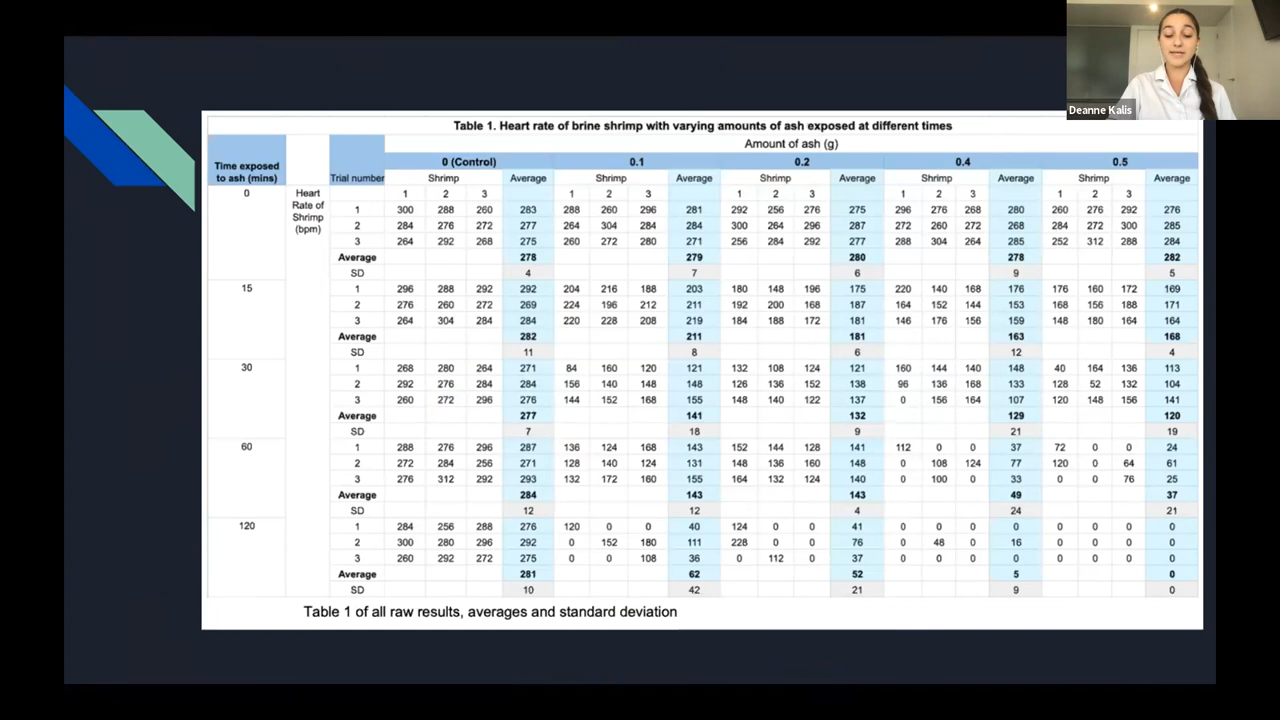 Deanne Kalis
Table 1. Heart rate of brine shrimp with varying amounts of ash exposed at different times
Amount of ash (g)
Time exposed to ash (mins) Trial number 0 (Control) 0.1 0.2 0.4 0.5
Shrimp Average Shrimp Average Shrimp Average Shrimp Average Shrimp Average
0 Heart Rate of Shrimp (bpm) 1 2 3 1 2 3 1 2 3 1 2 3 1 2 3
1 300 288 260 283 288 260 296 281 292 256 276 275 296 276 268 280 260 276 292 276
2 284 276 272 277 264 304 284 284 300 264 296 287 272 260 272 268 284 272 300 285
3 264 292 268 275 260 272 280 271 256 284 292 277 288 304 264 285 252 312 288 284
Average 278 279 280 278 282
SD 4 7 6 9 5
15 1 296 288 292 292 204 216 188 203 180 148 196 175 220 140 168 176 176 160 172 169
2 276 260 272 269 224 196 212 211 192 200 168 187 164 152 144 153 168 156 188 171
3 264 304 284 284 220 228 208 219 184 188 172 181 146 176 156 159 148 180 164 164
Average 282 211 181 163 168
SD 11 8 6 12 4
30 1 268 280 264 271 84 160 120 121 132 108 124 121 160 144 140 148 40 164 136 113
2 292 276 284 284 156 140 148 148 126 136 152 138 96 136 168 133 128 52 132 104
3 260 272 296 276 144 152 168 155 148 140 122 137 0 156 164 107 120 148 156 141
Average 277 141 132 129 120
SD 7 18 9 21 19
60 1 288 276 296 287 136 124 168 143 152 144 128 141 112 0 0 37 72 0 0 24
2 272 284 256 271 128 140 124 131 148 136 160 148 0 108 124 77 120 0 64 61
3 276 312 292 293 132 172 160 155 164 132 124 140 0 100 0 33 0 0 76 25
Average 284 143 143 49 37
SD 12 12 4 24 21
120 1 284 256 288 276 120 0 0 40 124 0 0 41 0 0 0 0 0 0 0 0
2 300 280 296 292 0 152 180 111 228 0 0 76 0 48 0 16 0 0 0 0
3 260 292 272 275 0 0 108 36 0 112 0 37 0 0 0 0 0 0 0 0
Average 281 62 52 5 0
SD 10 42 21 9 0
Table 1 of all raw results, averages and standard deviation